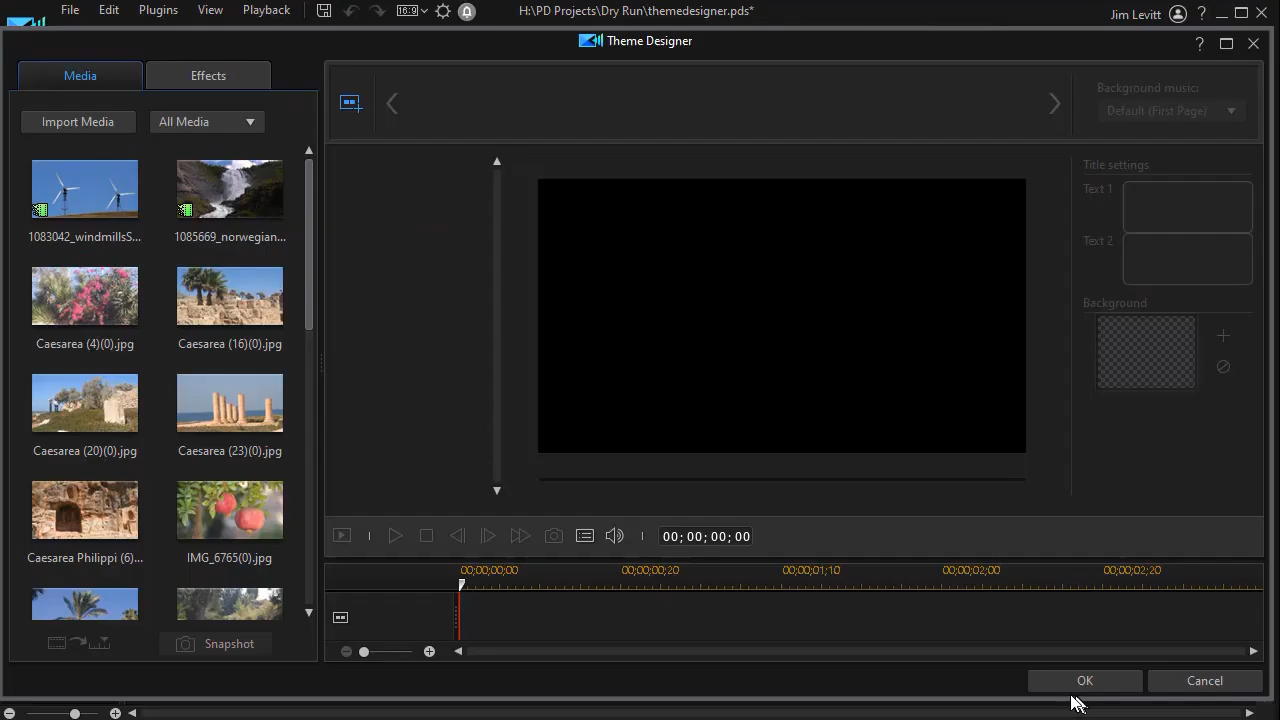 File Edit Plugins View Playback 16:9 H:\PD Projects\Dry Run\themedesigner.pds* Jim Levitt ?
Theme Designer ?
Media Effects
Import Media All Media
1083042_windmillsS... 1085669_norwegian...
Caesarea (4)(0).jpg Caesarea (16)(0).jpg
Caesarea (20)(0).jpg Caesarea (23)(0).jpg
Caesarea Philippi (6)... IMG_6765(0).jpg
Snapshot
Background music:
Default (First Page)
Title settings
Text 1
Text 2
Background
00; 00; 00; 00
00;00;00;00 00;00;00;20 00;00;01;10 00;00;02;00 00;00;02;20
OK Cancel